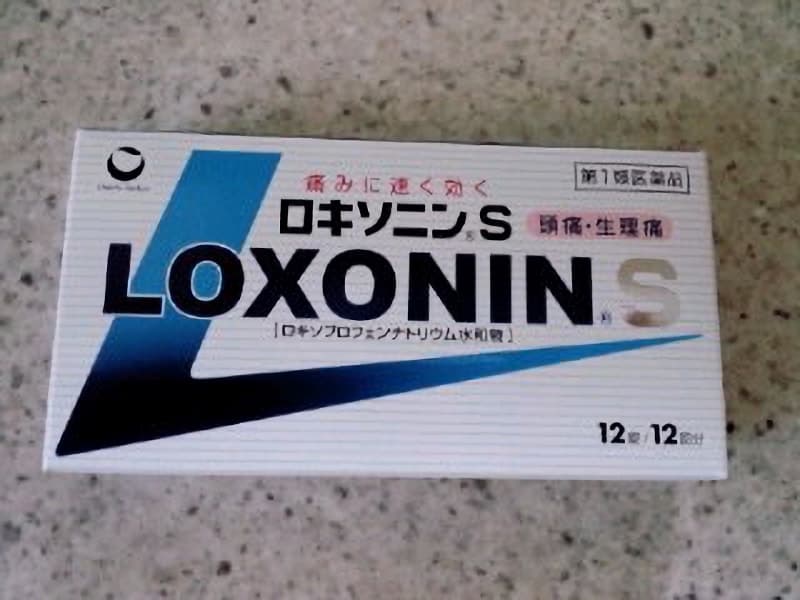 第1類医薬品
痛みに速く効く
ロキソニン®S
頭痛・生理痛
LOXONIN®S
[ロキソプロフェンナトリウム水和物]
12錠/12回分